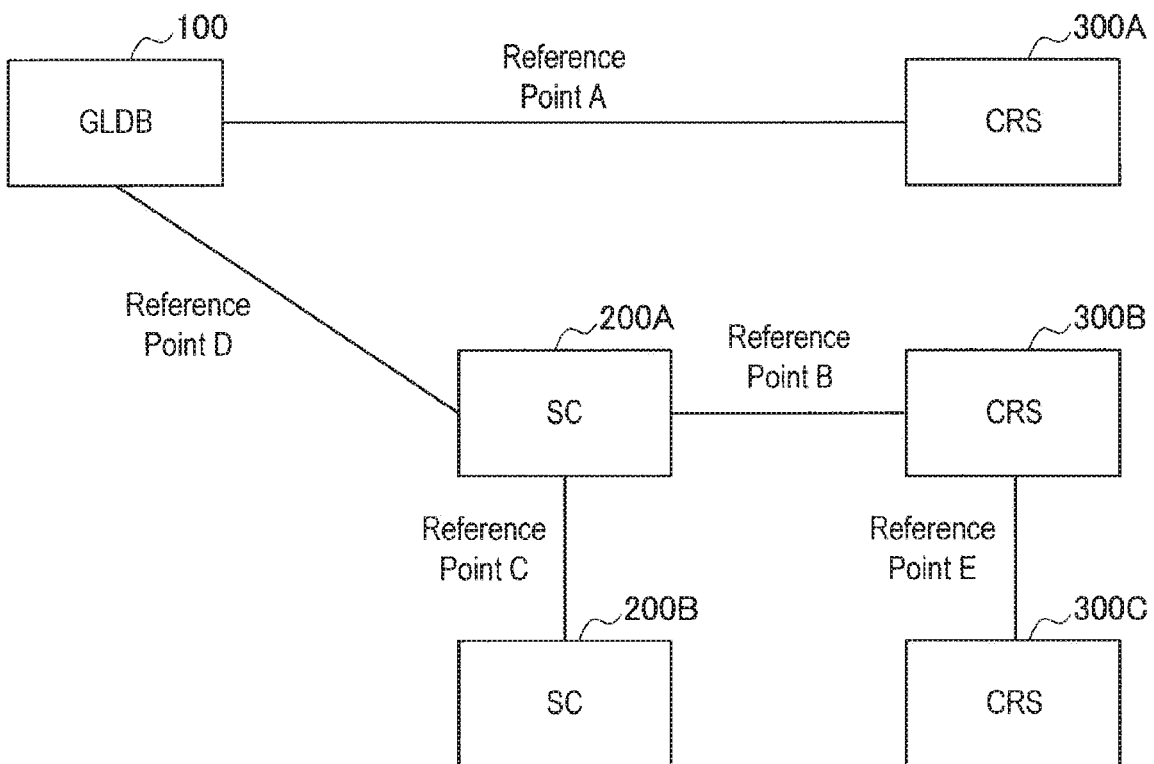 100
GLDB
Reference
Point A
300A
CRS
Reference
Point D
200A
SC
Reference
Point B
300B
CRS
Reference
Point C
Reference
Point E
200B
SC
300C
CRS